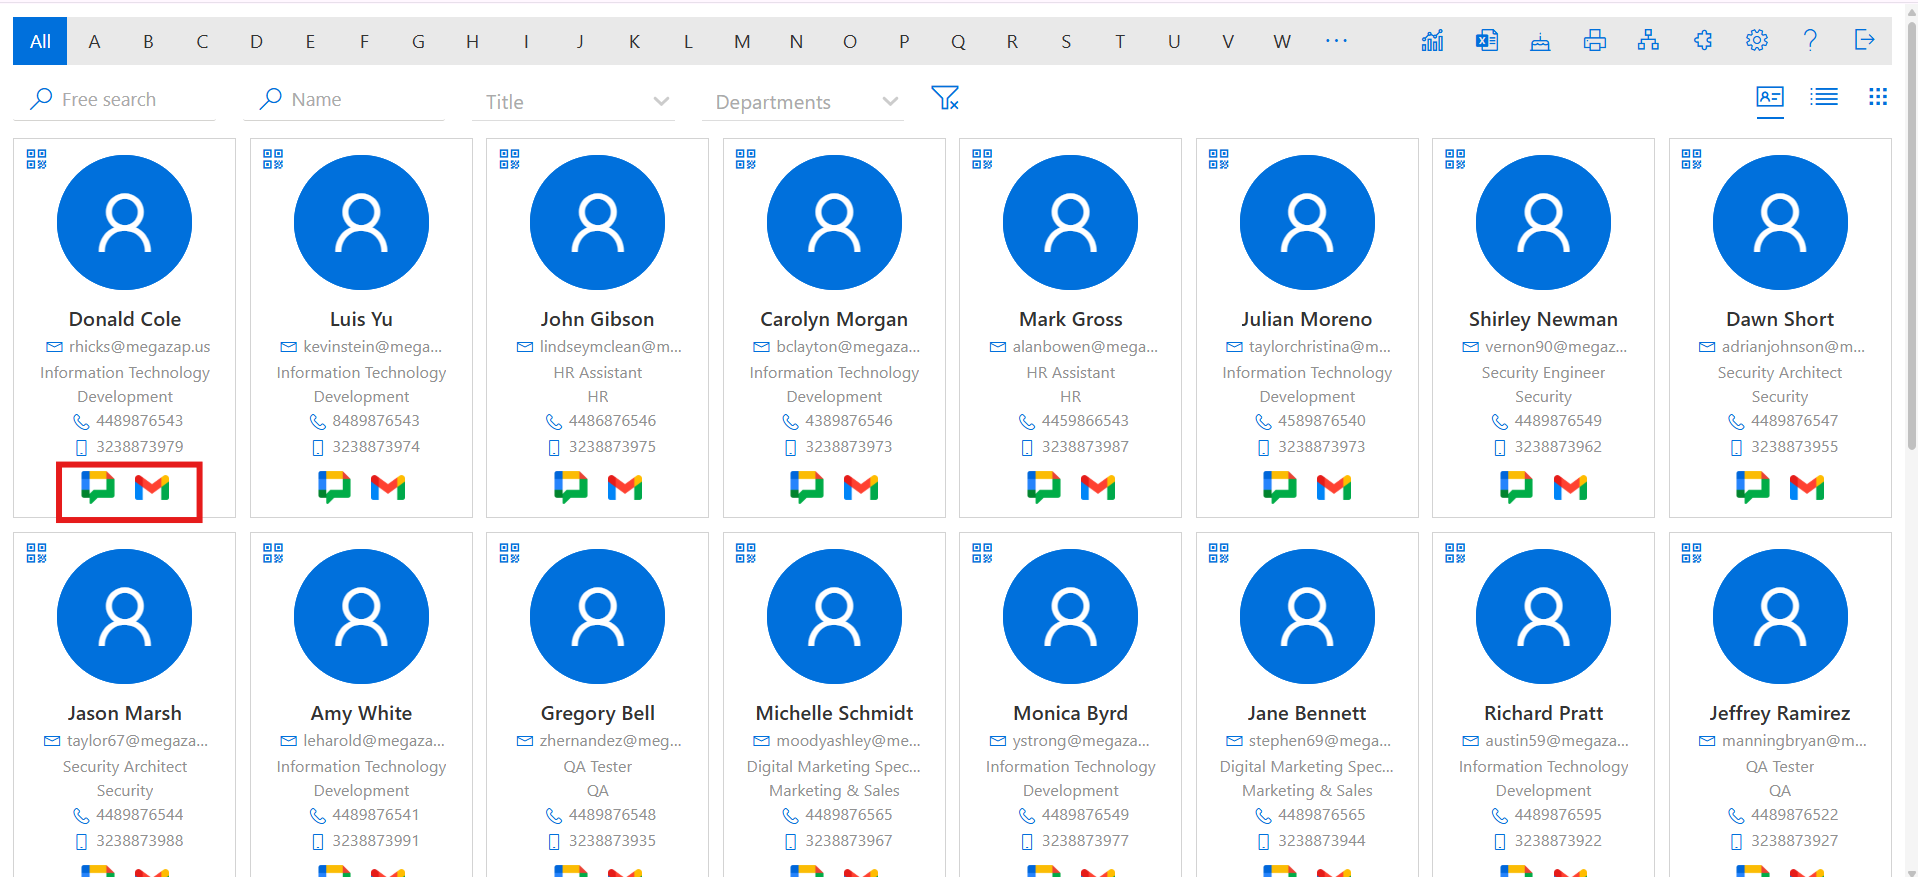 All A B C D E F G H I J K L M N O P Q R S T U V W ...
Free search Name Title Departments
Donald Cole
rhicks@megazap.us
Information Technology
Development
4489876543
3238873979
Luis Yu
kevinstein@mega...
Information Technology
Development
8489876543
3238873974
John Gibson
lindseymclean@m...
HR Assistant
HR
4486876546
3238873975
Carolyn Morgan
bclayton@megaza...
Information Technology
Development
4389876546
3238873973
Mark Gross
alanbowen@mega...
HR Assistant
HR
4459866543
3238873987
Julian Moreno
taylorchristina@m...
Information Technology
Development
4589876540
3238873973
Shirley Newman
vernon90@megaz...
Security Engineer
Security
4489876549
3238873962
Dawn Short
adrianjohnson@m...
Security Architect
Security
4489876547
3238873955
Jason Marsh
taylor67@megaza...
Security Architect
Security
4489876544
3238873988
Amy White
leharold@megaza...
Information Technology
Development
4489876541
3238873991
Gregory Bell
zhernandez@meg...
QA Tester
QA
4489876548
3238873935
Michelle Schmidt
moodyashley@me...
Digital Marketing Spec...
Marketing & Sales
4489876565
3238873967
Monica Byrd
ystrong@megaza...
Information Technology
Development
4489876549
3238873977
Jane Bennett
stephen69@mega...
Digital Marketing Spec...
Marketing & Sales
4489876565
3238873944
Richard Pratt
austin59@megaza...
Information Technology
Development
4489876595
3238873922
Jeffrey Ramirez
manningbryan@m...
QA Tester
QA
4489876522
3238873927